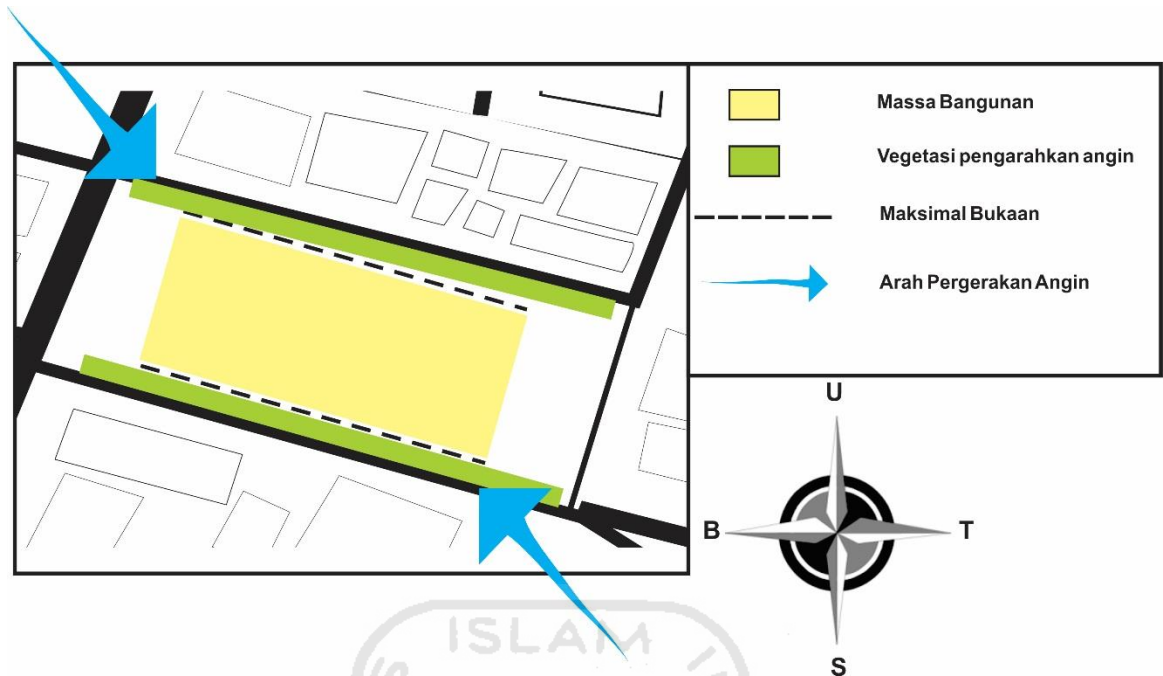 Massa Bangunan
Vegetasi pengarahkan angin
Maksimal Bukaan
Arah Pergerakan Angin
U
B
T
S
ISLAM